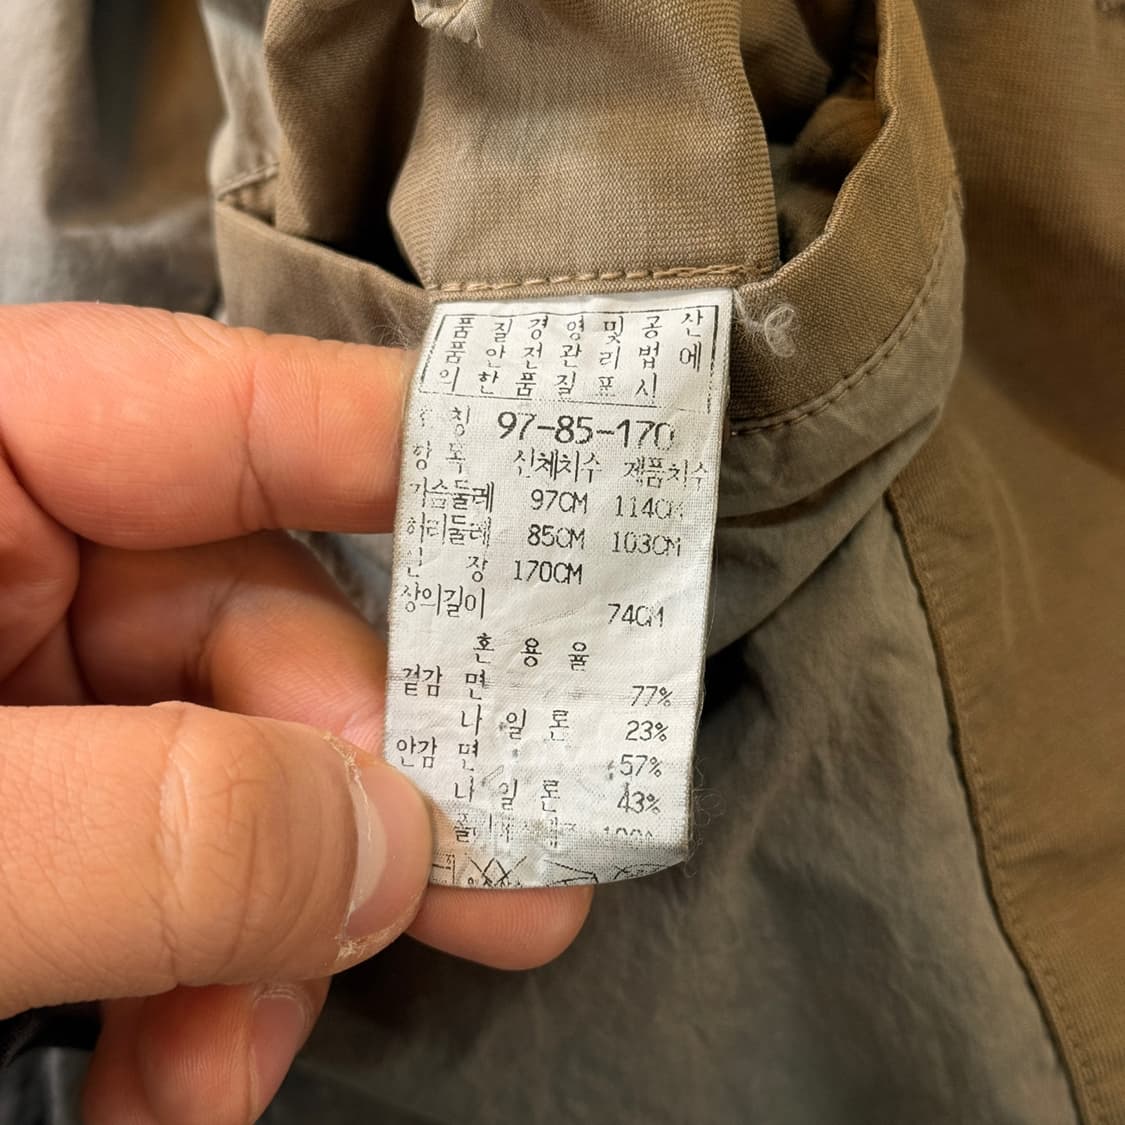 품 질 경 영 및 공 산
품 안 전 관 리 법 에
의 한 품 질 표 시
호 칭 97-85-170
항 목 신체치수 제품치수
가슴둘레 97CM 114CM
허리둘레 85CM 103CM
신 장 170CM
상의길이 74CM
혼 용 율
겉감 면 77%
나 일 론 23%
안감 면 57%
나 일 론 43%
100%